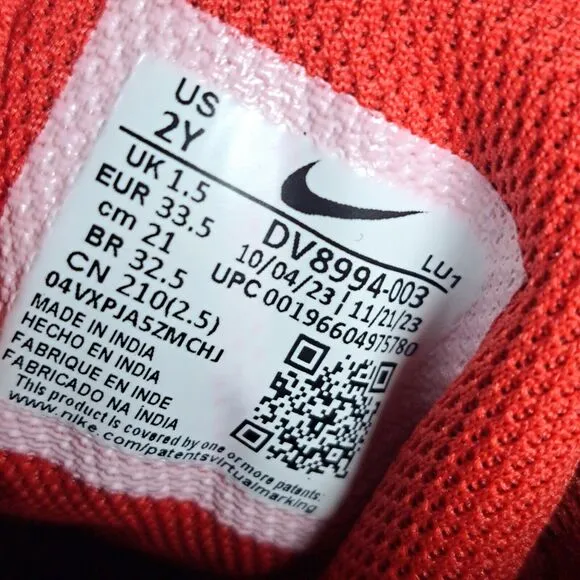 US
2Y
UK 1.5
EUR 33.5
cm 21
BR 32.5
CN 210(2.5)
04VXPJA5ZMCHJ
MADE IN INDIA
HECHO EN INDIA
FABRIQUE EN INDE
FABRICADO NA ÍNDIA
This product is covered by one or more patents:
www.nike.com/patentsvirtualmarking
DV8994-003 LU1
10/04/23 | 11/21/23
UPC 00196604975780